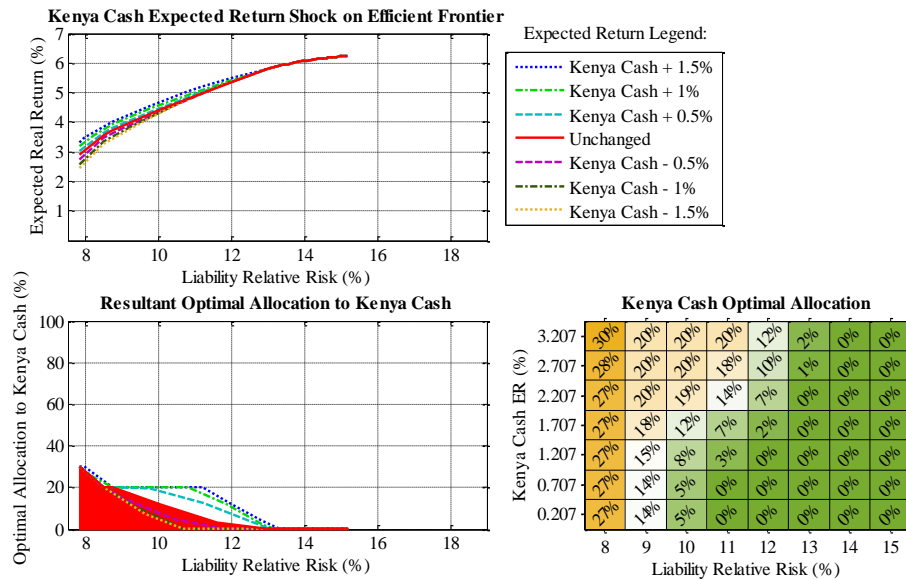 Kenya Cash Expected Return Shock on Efficient Frontier
Expected Real Return (%)
7
6
5
4
3
2
1
8 10 12 14 16 18
Liability Relative Risk (%)
Expected Return Legend:
Kenya Cash + 1.5%
Kenya Cash + 1%
Kenya Cash + 0.5%
Unchanged
Kenya Cash - 0.5%
Kenya Cash - 1%
Kenya Cash - 1.5%
Resultant Optimal Allocation to Kenya Cash
Optimal Allocation to Kenya Cash (%)
100
80
60
40
20
0
8 10 12 14 16 18
Liability Relative Risk (%)
Kenya Cash Optimal Allocation
Kenya Cash ER (%)
3.207 30% 20% 20% 20% 12% 2% 0% 0%
2.707 28% 20% 20% 18% 10% 1% 0% 0%
2.207 27% 20% 19% 14% 7% 0% 0% 0%
1.707 27% 18% 12% 7% 2% 0% 0% 0%
1.207 27% 15% 8% 3% 0% 0% 0% 0%
0.707 27% 14% 5% 0% 0% 0% 0% 0%
0.207 27% 14% 5% 0% 0% 0% 0% 0%
8 9 10 11 12 13 14 15
Liability Relative Risk (%)